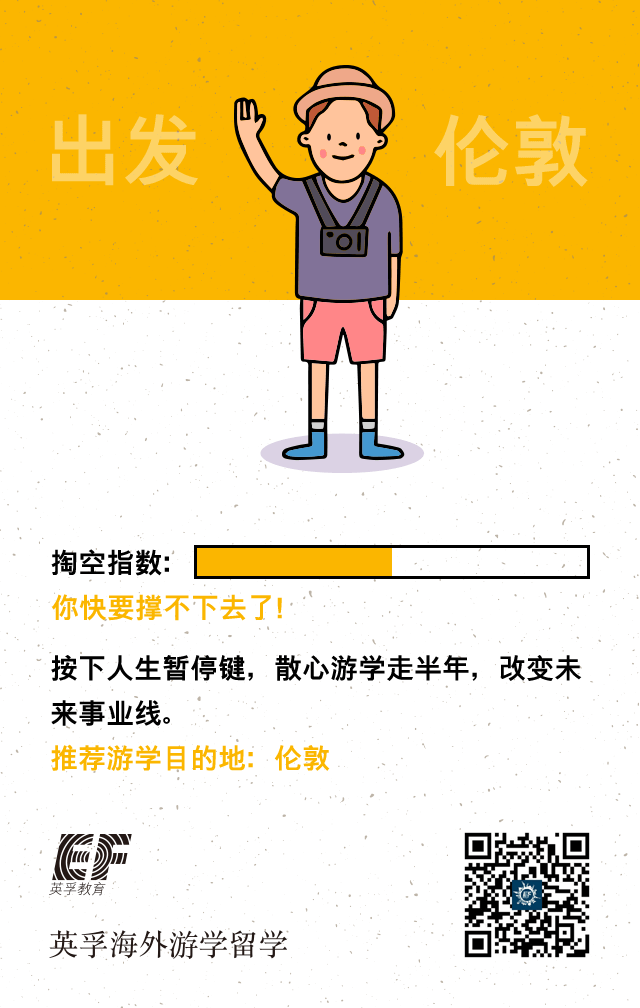 出发 伦敦
掏空指数:
你快要撑不下去了!
按下人生暂停键，散心游学走半年，改变未
来事业线。
推荐游学目的地: 伦敦
EF
英孚教育
英孚海外游学留学